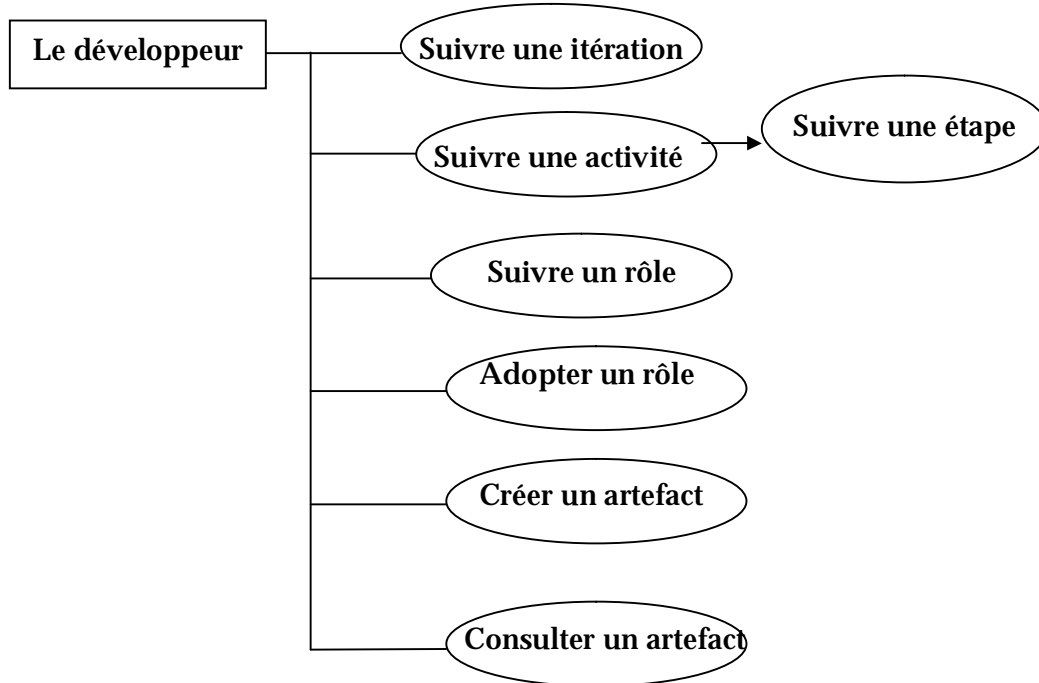 Le développeur
Suivre une itération
Suivre une étape
Suivre une activité
Suivre un rôle
Adopter un rôle
Créer un artefact
Consulter un artefact